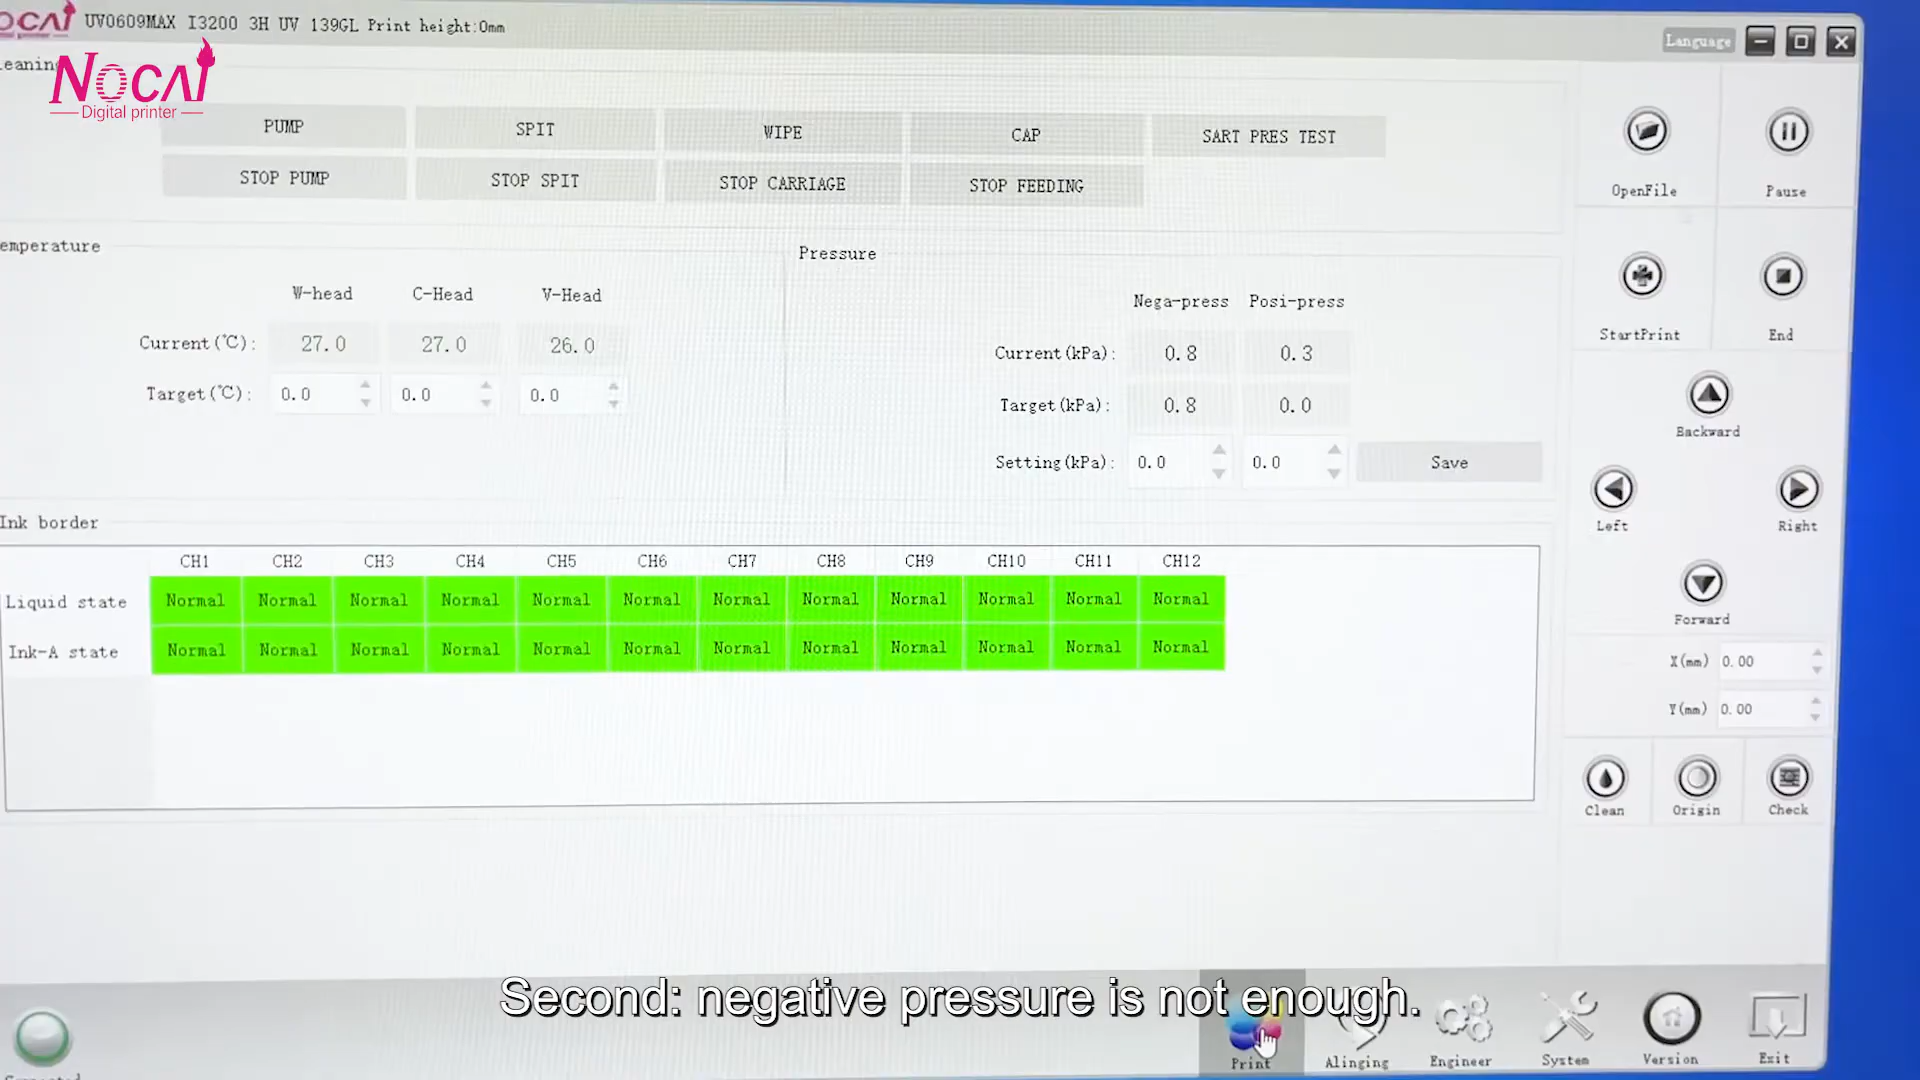 UV0609MAX I3200 3H UV 139GL Print height:0mm
Language
NOCAI
Digital printer
eaning
PUMP SPIT WIPE CAP SART PRES TEST
STOP PUMP STOP SPIT STOP CARRIAGE STOP FEEDING
OpenFile Pause
emperature
Pressure
W-head C-Head V-Head
Nega-press Posi-press
StartPrint End
Current(℃): 27.0 27.0 26.0
Current(kPa): 0.8 0.3
Target(℃): 0.0 0.0 0.0
Target(kPa): 0.8 0.0
Backward
Setting(kPa): 0.0 0.0 Save
Left Right
Ink border
CH1 CH2 CH3 CH4 CH5 CH6 CH7 CH8 CH9 CH10 CH11 CH12
Liquid state Normal Normal Normal Normal Normal Normal Normal Normal Normal Normal Normal Normal
Ink-A state Normal Normal Normal Normal Normal Normal Normal Normal Normal Normal Normal Normal
Forward
X(mm) 0.00
Y(mm) 0.00
Clean Origin Check
Second: negative pressure is not enough.
Print Alinging Engineer System Version Exit